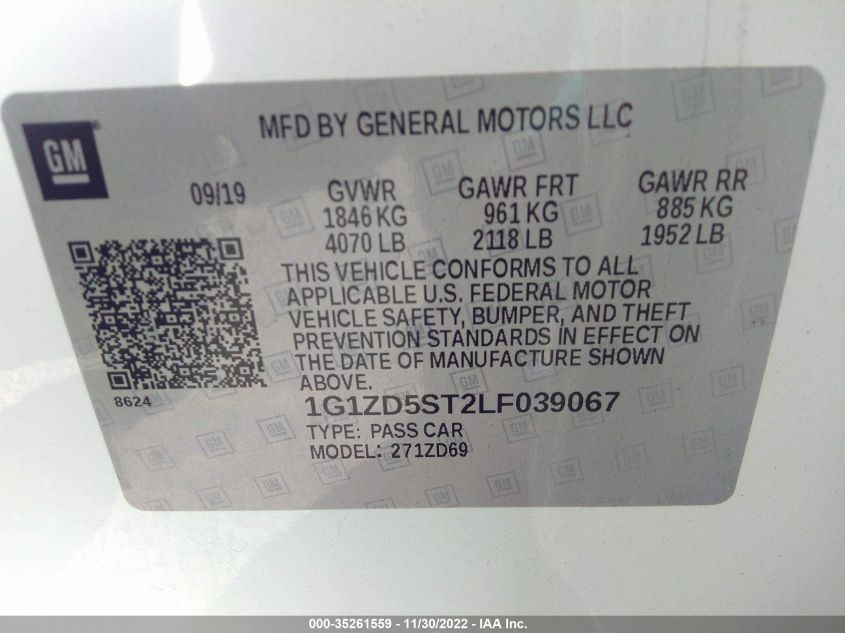 MFD BY GENERAL MOTORS LLC
GM
09/19 GVWR GAWR FRT GAWR RR
1846 KG 961 KG 885 KG
4070 LB 2118 LB 1952 LB
THIS VEHICLE CONFORMS TO ALL
APPLICABLE U.S. FEDERAL MOTOR
VEHICLE SAFETY, BUMPER, AND THEFT
PREVENTION STANDARDS IN EFFECT ON
THE DATE OF MANUFACTURE SHOWN
ABOVE.
8624
1G1ZD5ST2LF039067
TYPE: PASS CAR
MODEL: 271ZD69
000-35261559 - 11/30/2022 - IAA Inc.